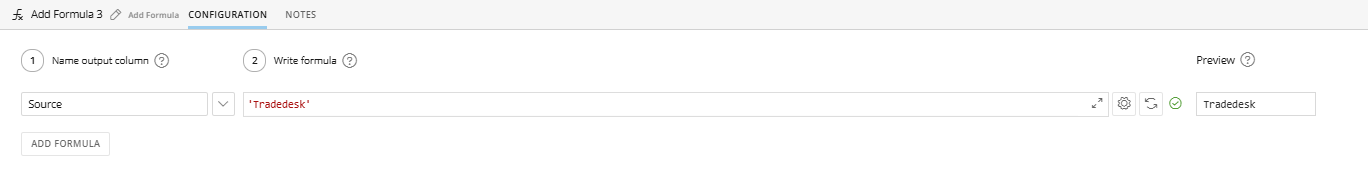 fx Add Formula 3 Add Formula CONFIGURATION NOTES
1 Name output column ? 2 Write formula ? Preview ?
Source 'Tradedesk' Tradedesk
ADD FORMULA